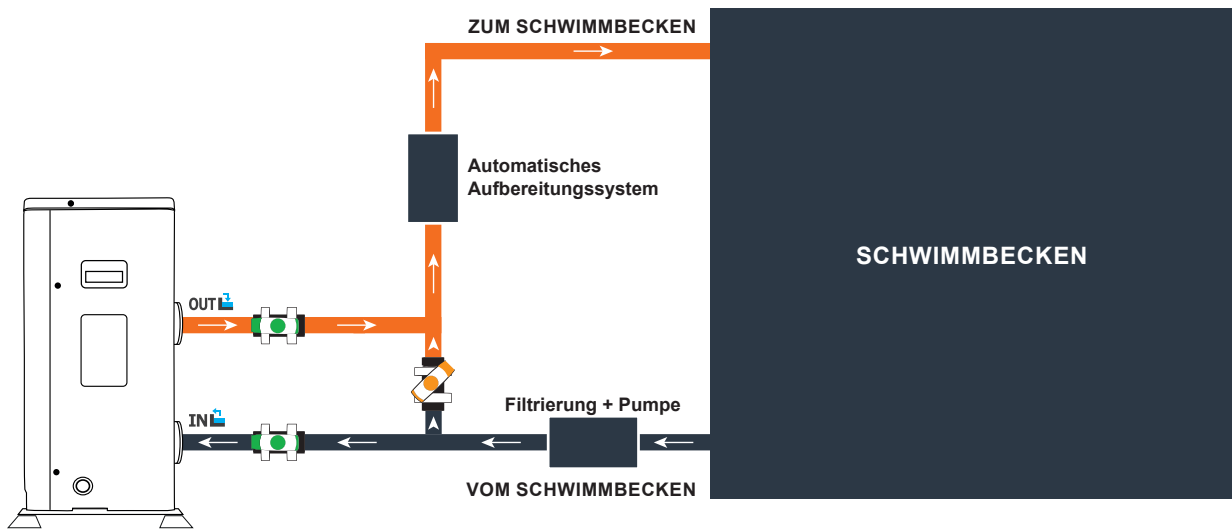 ZUM SCHWIMMBECKEN
Automatisches
Aufbereitungssystem
SCHWIMMBECKEN
OUT
IN
Filtrierung + Pumpe
VOM SCHWIMMBECKEN